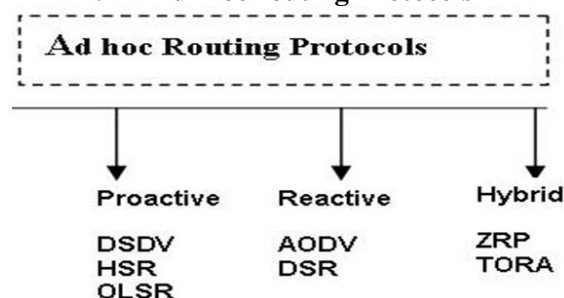 Ad hoc Routing Protocols
Proactive
DSDV
HSR
OLSR
Reactive
AODV
DSR
Hybrid
ZRP
TORA